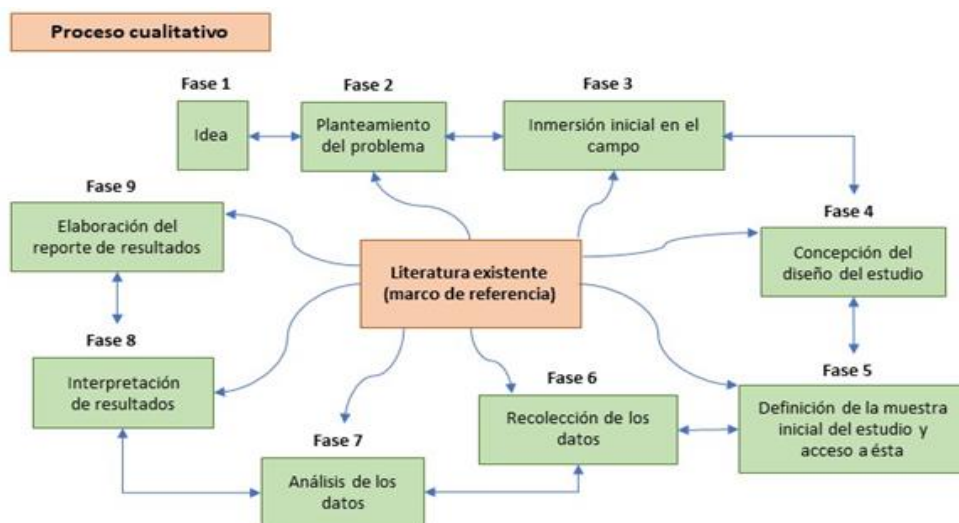 Proceso cualitativo
Fase 1
Idea
Fase 2
Planteamiento
del problema
Fase 3
Inmersión inicial en el
campo
Fase 4
Concepción del
diseño del estudio
Fase 5
Definición de la muestra
inicial del estudio y
acceso a ésta
Fase 6
Recolección de los
datos
Fase 7
Análisis de los
datos
Fase 8
Interpretación
de resultados
Fase 9
Elaboración del
reporte de resultados
Literatura existente
(marco de referencia)